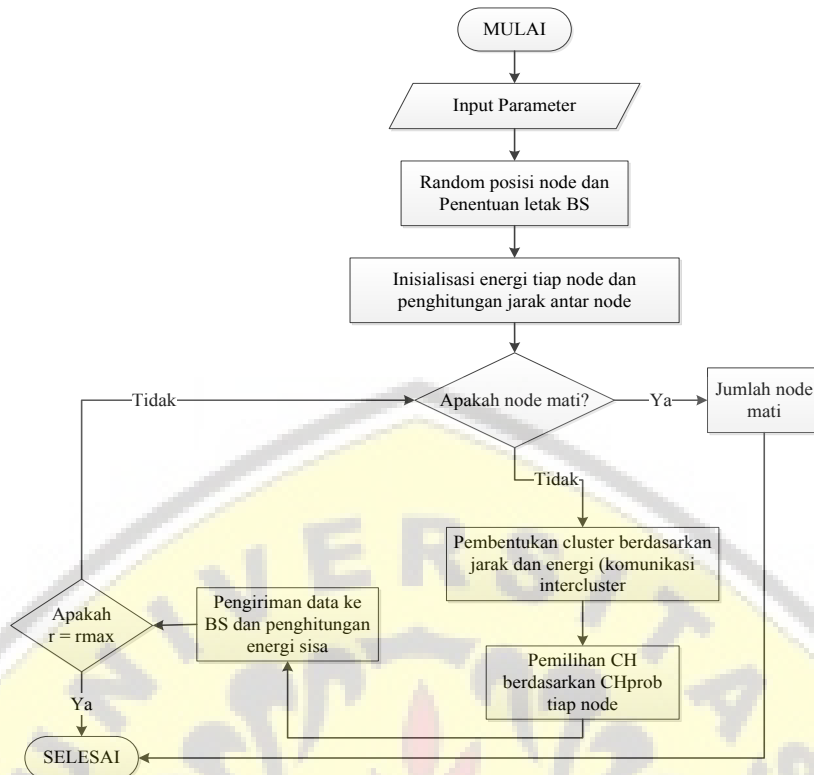 MULAI
Input Parameter
Random posisi node dan
Penentuan letak BS
Inisialisasi energi tiap node dan
penghitungan jarak antar node
Apakah node mati?
Ya
Jumlah node
mati
Tidak
Tidak
Pembentukan cluster berdasarkan
jarak dan energi (komunikasi
intercluster
Pemilihan CH
berdasarkan CHprob
tiap node
Pengiriman data ke
BS dan penghitungan
energi sisa
Apakah
r = rmax
Ya
SELESAI
UNIVERSITAS